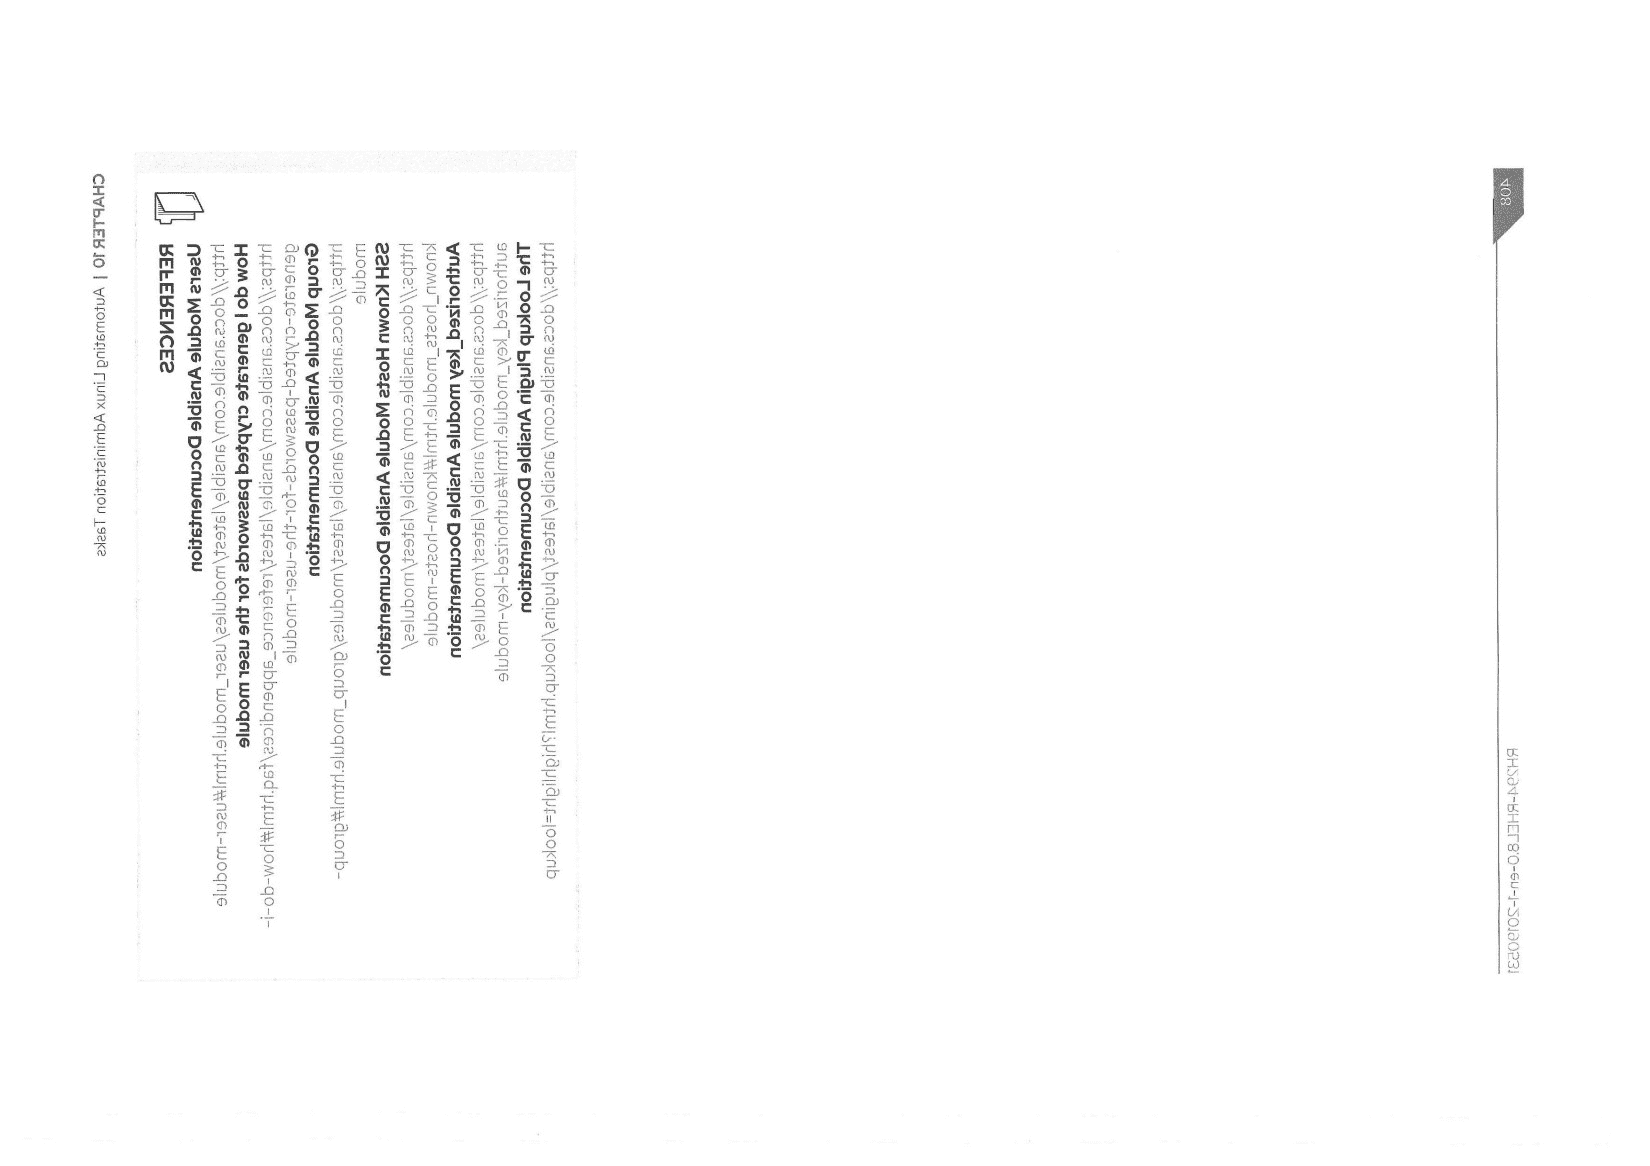 CHAPTER 10 | Automating Linux Administration Tasks
REFERENCES
Users Module Ansible Documentation
http://docs.ansible.com/ansible/latest/modules/user_module.html#user-module
How do I generate crypted passwords for the user module
https://docs.ansible.com/ansible/latest/reference_appendices/faq.html#how-do-i-
generate-crypted-passwords-for-the-user-module
Group Module Ansible Documentation
https://docs.ansible.com/ansible/latest/modules/group_module.html#group-
module
SSH Known Hosts Module Ansible Documentation
https://docs.ansible.com/ansible/latest/modules/
known_hosts_module.html#known-hosts-module
Authorized_key module Ansible Documentation
https://docs.ansible.com/ansible/latest/modules/
authorized_key_module.html#authorized-key-module
The Lookup Plugin Ansible Documentation
https://docs.ansible.com/ansible/latest/plugins/lookup.html?highlight=lookup
408
RH294-RHEL8.0-en-1-20190531